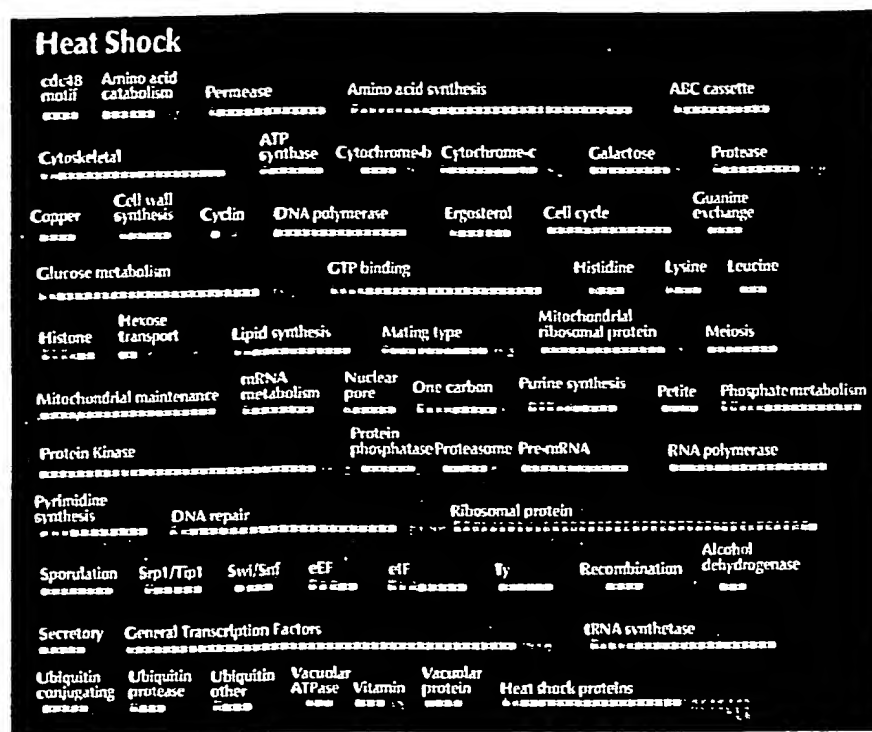 Heat Shock
cdc48 motif
Amino acid catabolism
Permease
Amino acid synthesis
ABC cassette
Cytoskeletal
ATP synthase
Cytochrome-b
Cytochrome-c
Galactose
Protease
Copper
Cell wall synthesis
Cyclin
DNA polymerase
Ergosterol
Cell cycle
Guanine exchange
Glucose metabolism
GTP binding
Histidine
Lysine
Leucine
Histone
Hexose transport
Lipid synthesis
Mating type
Mitochondrial ribosomal protein
Meiosis
Mitochondrial maintenance
mRNA metabolism
Nuclear pore
One carbon
Purine synthesis
Petite
Phosphate metabolism
Protein Kinase
Protein phosphatase
Proteasome
Pre-mRNA
RNA polymerase
Pyrimidine synthesis
DNA repair
Ribosomal protein
Sporulation
Srp1/Tip1
Swi/Snf
eEF
eIF
Ty
Recombination
Alcohol dehydrogenase
Secretory
General Transcription Factors
tRNA synthetase
Ubiquitin conjugating
Ubiquitin protease
Ubiquitin other
Vacuolar ATPase
Vitamin
Vacuolar protein
Heat shock proteins